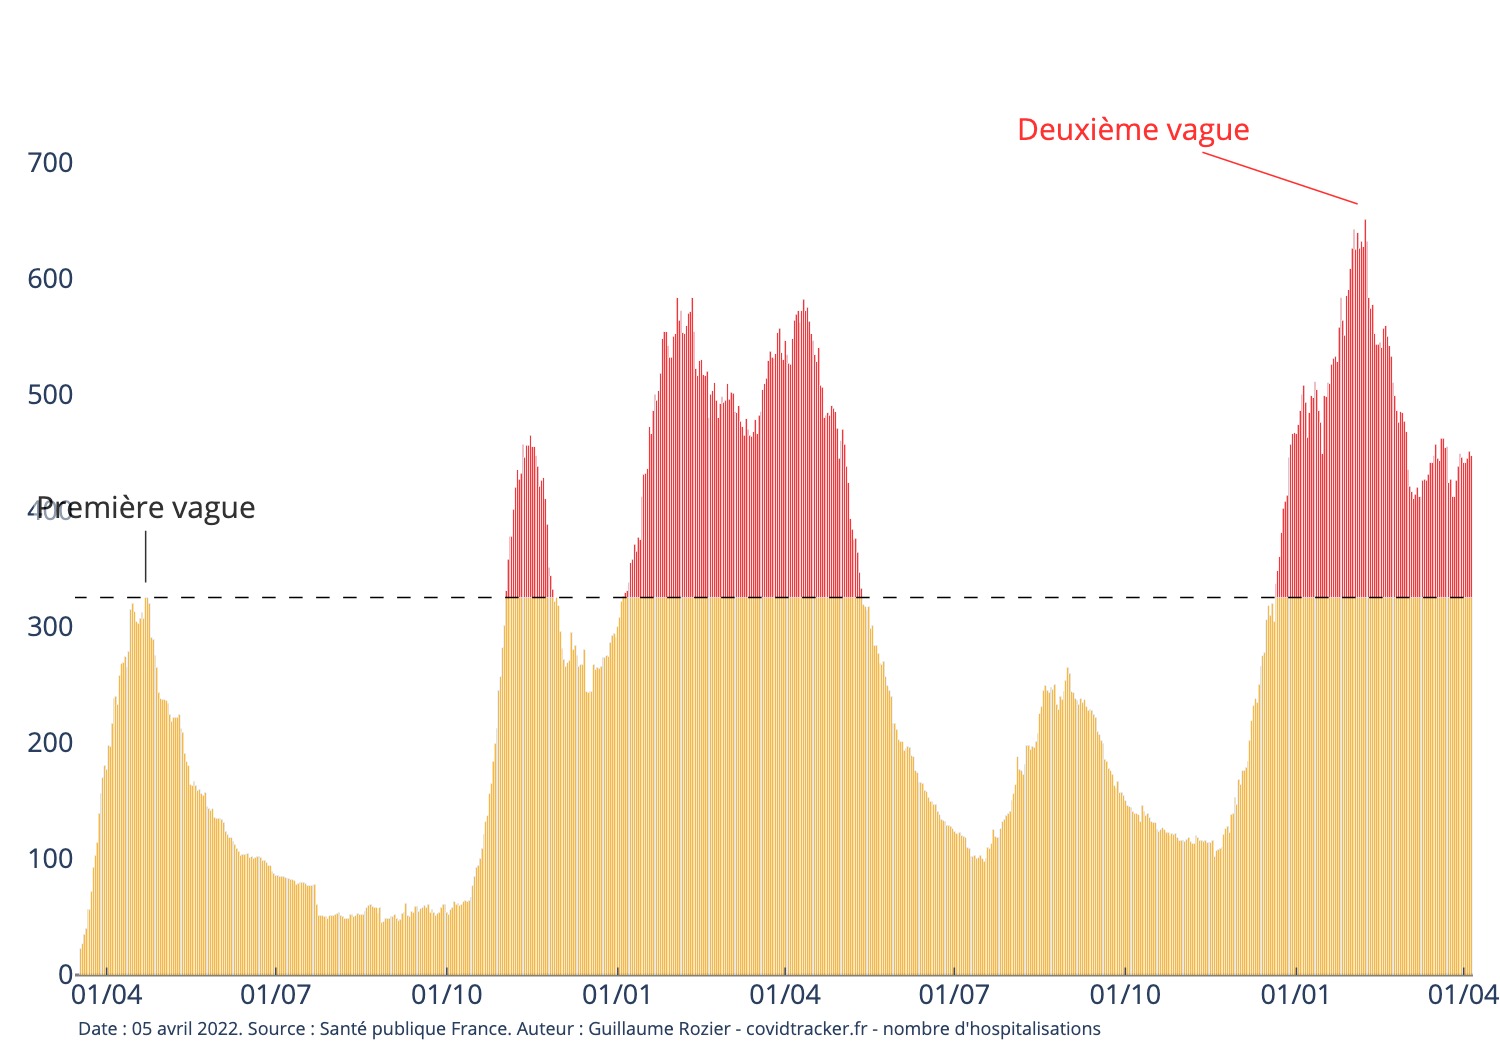 Deuxième vague
700
600
500
400
Première vague
300
200
100
0
01/04 01/07 01/10 01/01 01/04 01/07 01/10 01/01 01/04
Date : 05 avril 2022. Source : Santé publique France. Auteur : Guillaume Rozier - covidtracker.fr - nombre d'hospitalisations